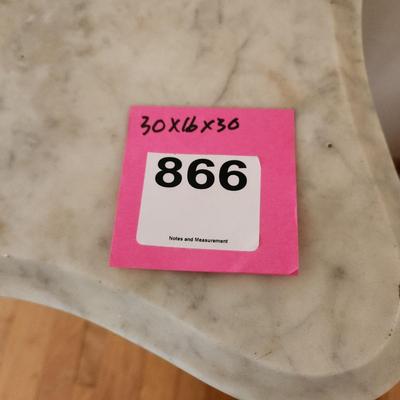 30x16x30
866
Notes and Measurement